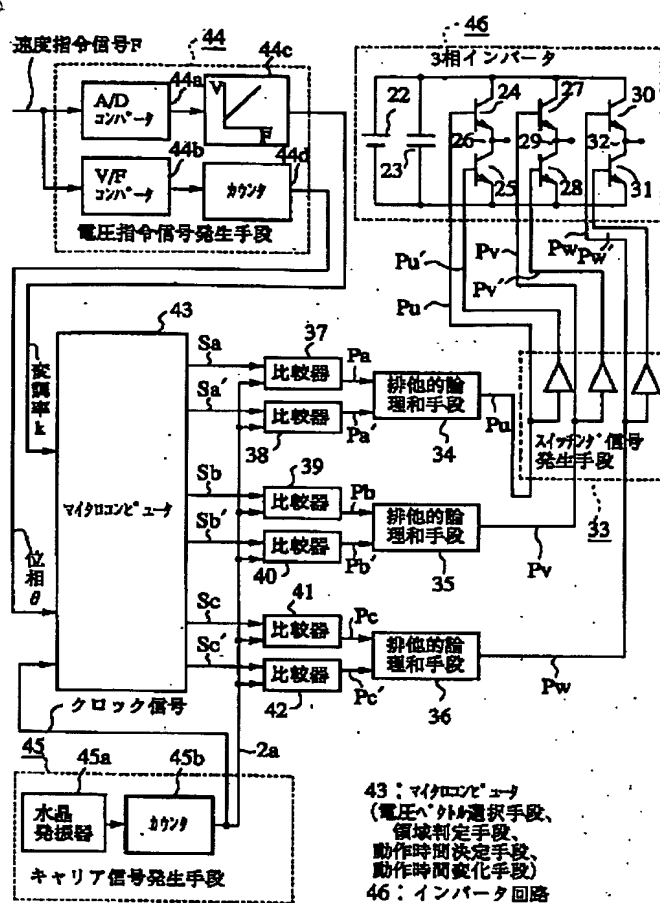 速度指令信号F
44
44a
44c
A/D
コンバータ
V
F
44b
44d
V/F
コンバータ
カウンタ
電圧指令信号発生手段
46
3相インバータ
22
23
24
25
26
27
28
29
30
31
32
Pu'
Pu
Pv
Pv'
Pw
Pw'
43
変調率k
位相θ
マイクロコンピュータ
Sa
Sa'
Sb
Sb'
Sc
Sc'
37
比較器
比較器
38
39
比較器
比較器
40
41
比較器
比較器
42
Pa
Pa'
Pb
Pb'
Pc
Pc'
排他的論理和手段
34
排他的論理和手段
35
排他的論理和手段
36
Pu
Pv
Pw
スイッチング信号
発生手段
33
クロック信号
2a
45
45a
45b
水晶
発振器
カウンタ
キャリア信号発生手段
43:マイクロコンピュータ
(電圧ベクトル選択手段、
領域判定手段、
動作時間決定手段、
動作時間変化手段)
46:インバータ回路